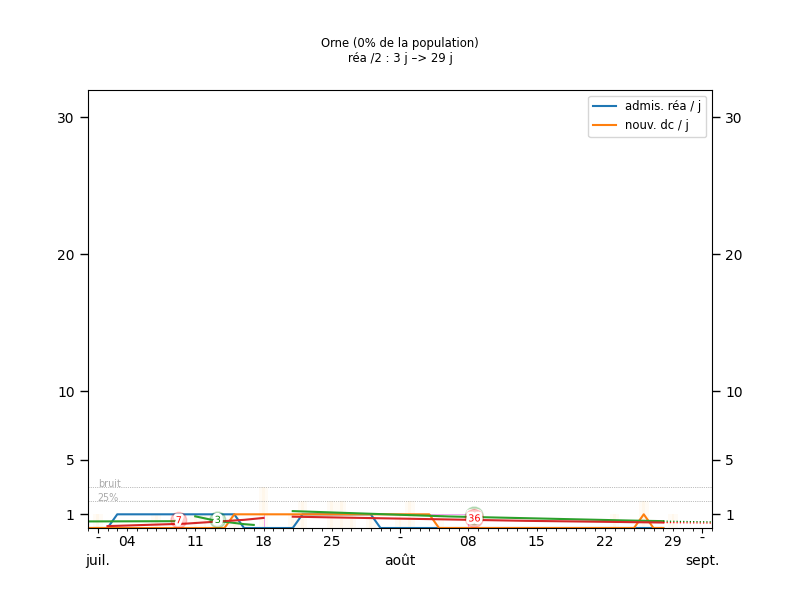 Orne (0% de la population)
réa /2 : 3 j –> 29 j
admis. réa / j
nouv. dc / j
30 30
20 20
10 10
5 5
bruit
25%
1 1
7 3 36
- 04 11 18 25 - 08 15 22 29 -
juil. août sept.